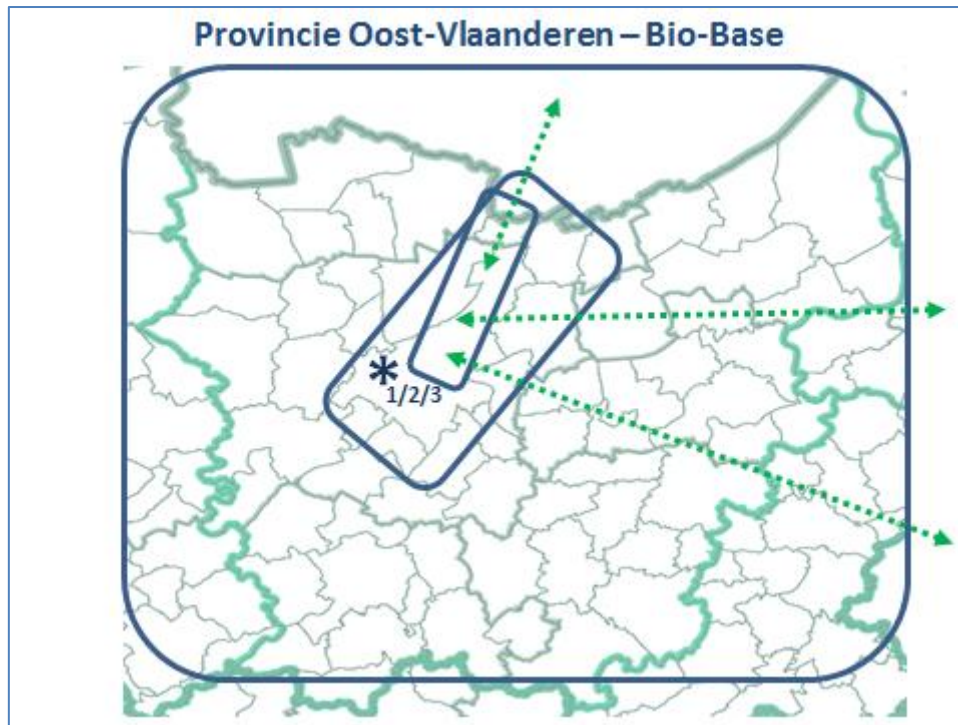 Provincie Oost-Vlaanderen – Bio-Base
*
1/2/3